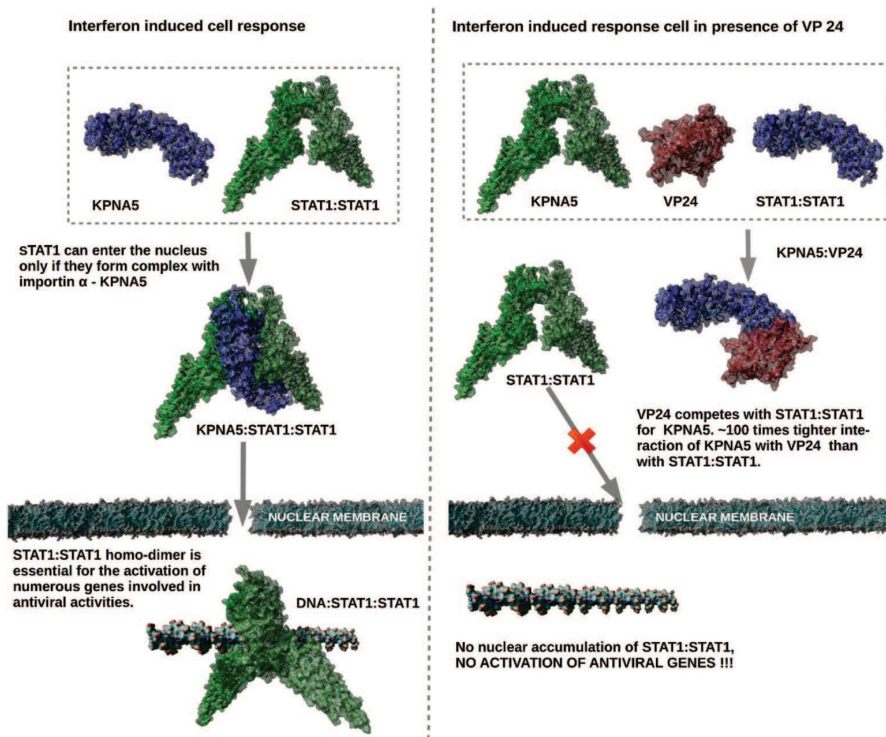 Interferon induced cell response
KPNA5
STAT1:STAT1
STAT1 can enter the nucleus
only if they form complex with
importin α - KPNA5
KPNA5:STAT1:STAT1
NUCLEAR MEMBRANE
STAT1:STAT1 homo-dimer is
essential for the activation of
numerous genes involved in
antiviral activities.
DNA:STAT1:STAT1
Interferon induced response cell in presence of VP 24
KPNA5
VP24
STAT1:STAT1
KPNA5:VP24
STAT1:STAT1
VP24 competes with STAT1:STAT1
for KPNA5. ~100 times tighter inte-
raction of KPNA5 with VP24 than
with STAT1:STAT1.
NUCLEAR MEMBRANE
No nuclear accumulation of STAT1:STAT1,
NO ACTIVATION OF ANTIVIRAL GENES !!!